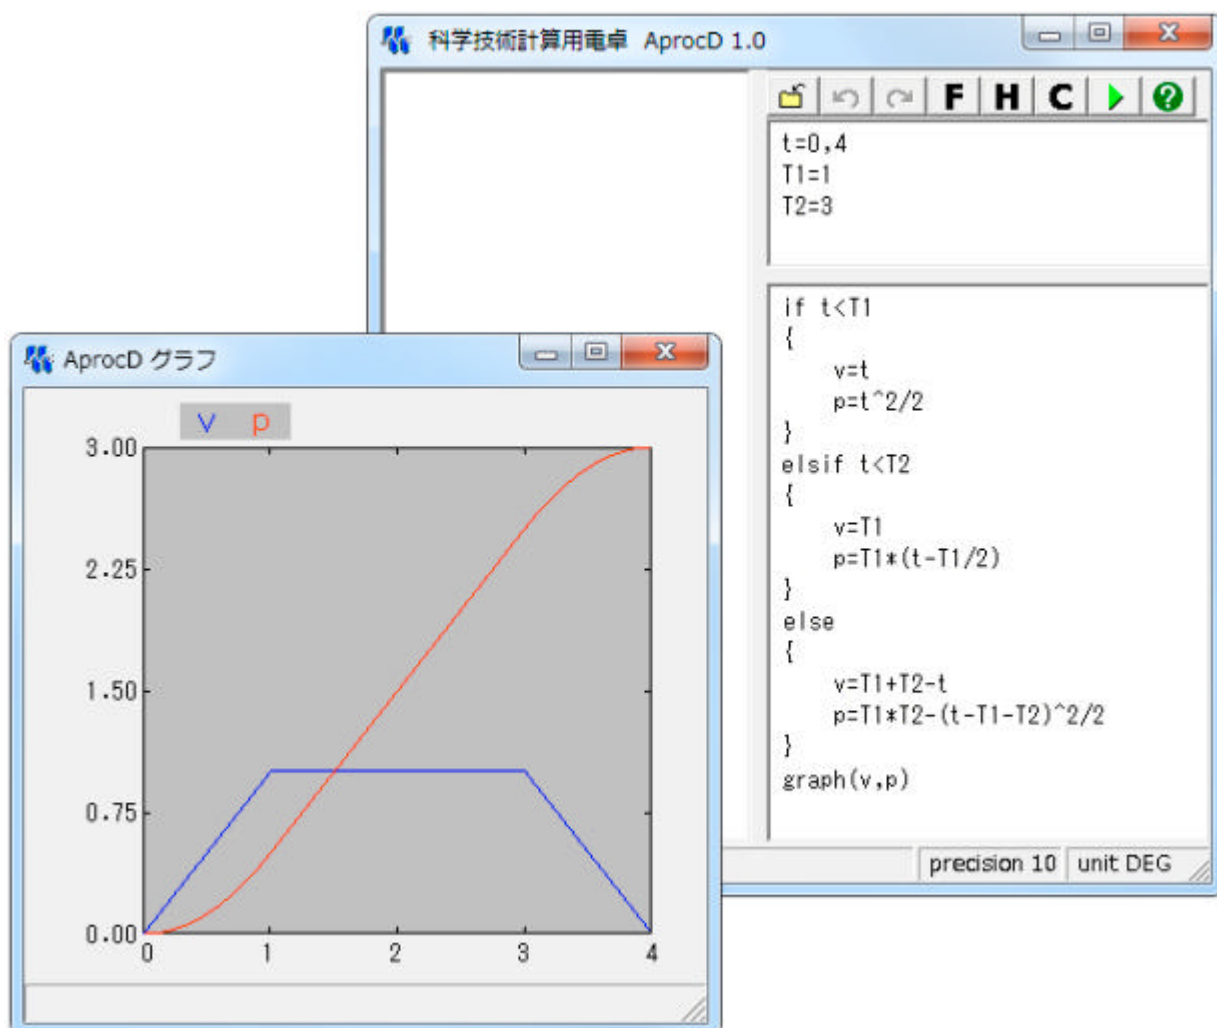 科学技術計算用電卓 AprocD 1.0
F H C
t=0,4
T1=1
T2=3
if t<T1
{
v=t
p=t^2/2
}
elsif t<T2
{
v=T1
p=T1*(t-T1/2)
}
else
{
v=T1+T2-t
p=T1*T2-(t-T1-T2)^2/2
}
graph(v,p)
precision 10 unit DEG
AprocD グラフ
v p
3.00
2.25
1.50
0.75
0.00
0 1 2 3 4